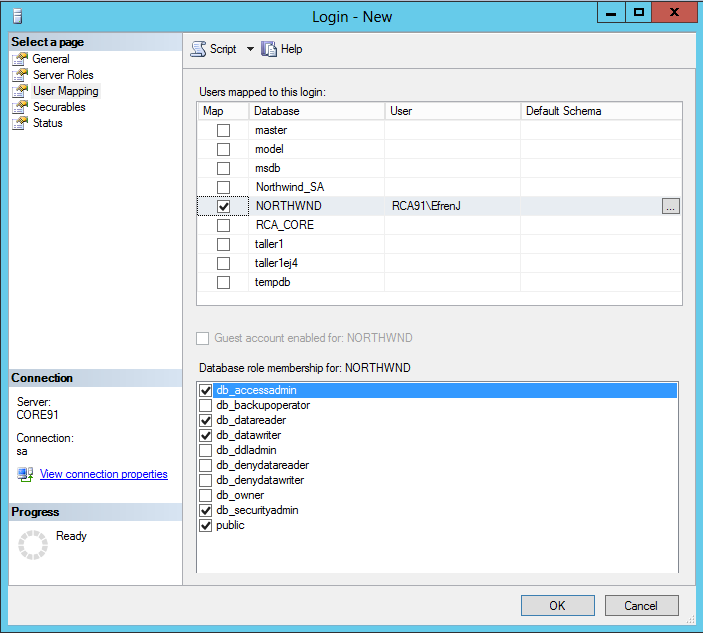 Login - New
Select a page
General
Server Roles
User Mapping
Securables
Status
Script
Help
Users mapped to this login:
Map Database User Default Schema
master
model
msdb
Northwind_SA
NORTHWND RCA91\EfrenJ ...
RCA_CORE
taller1
taller1ej4
tempdb
Guest account enabled for: NORTHWND
Database role membership for: NORTHWND
db_accessadmin
db_backupoperator
db_datareader
db_datawriter
db_ddladmin
db_denydatareader
db_denydatawriter
db_owner
db_securityadmin
public
Connection
Server:
CORE91
Connection:
sa
View connection properties
Progress
Ready
OK Cancel